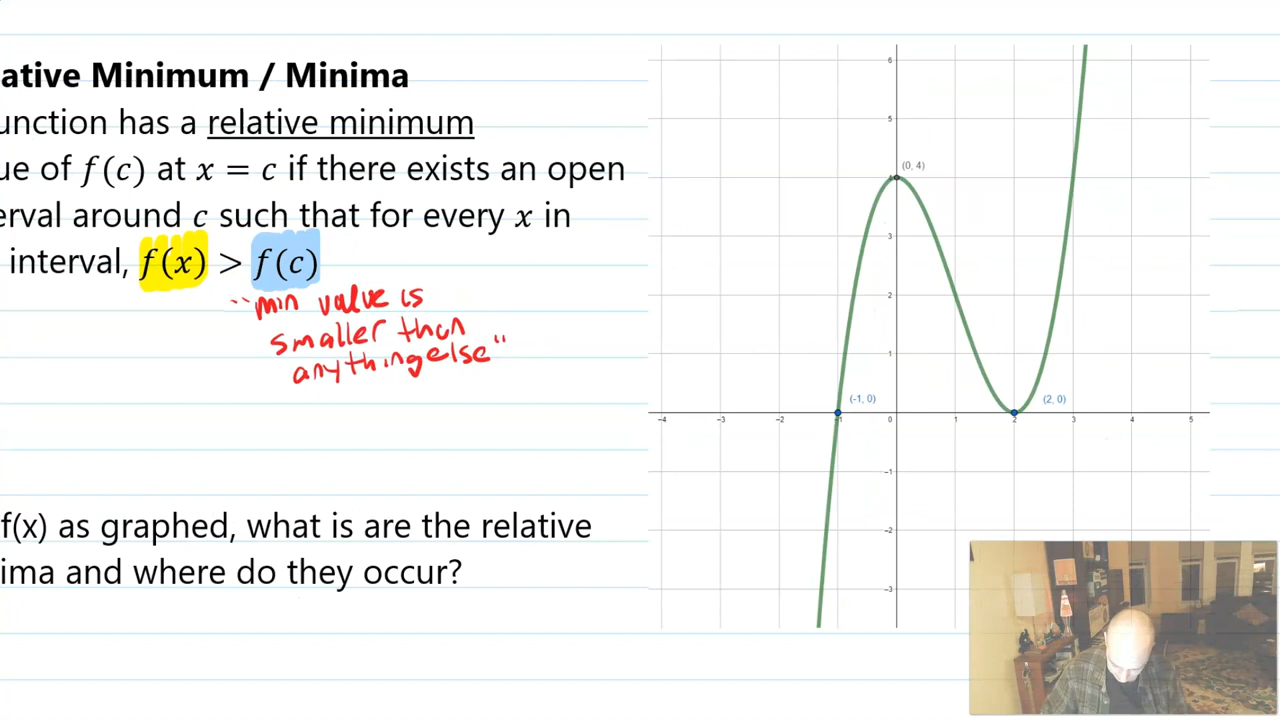 ative Minimum / Minima
unction has a relative minimum
ue of f(c) at x = c if there exists an open
erval around c such that for every x in
interval, f(x) > f(c)
"min value is
smaller than
anything else"
f(x) as graphed, what is are the relative
ima and where do they occur?
6
5
(0, 4)
3
2
1
(-1, 0)
(2, 0)
-4 -3 -2 -1 0 1 2 3 4 5
-1
-2
-3